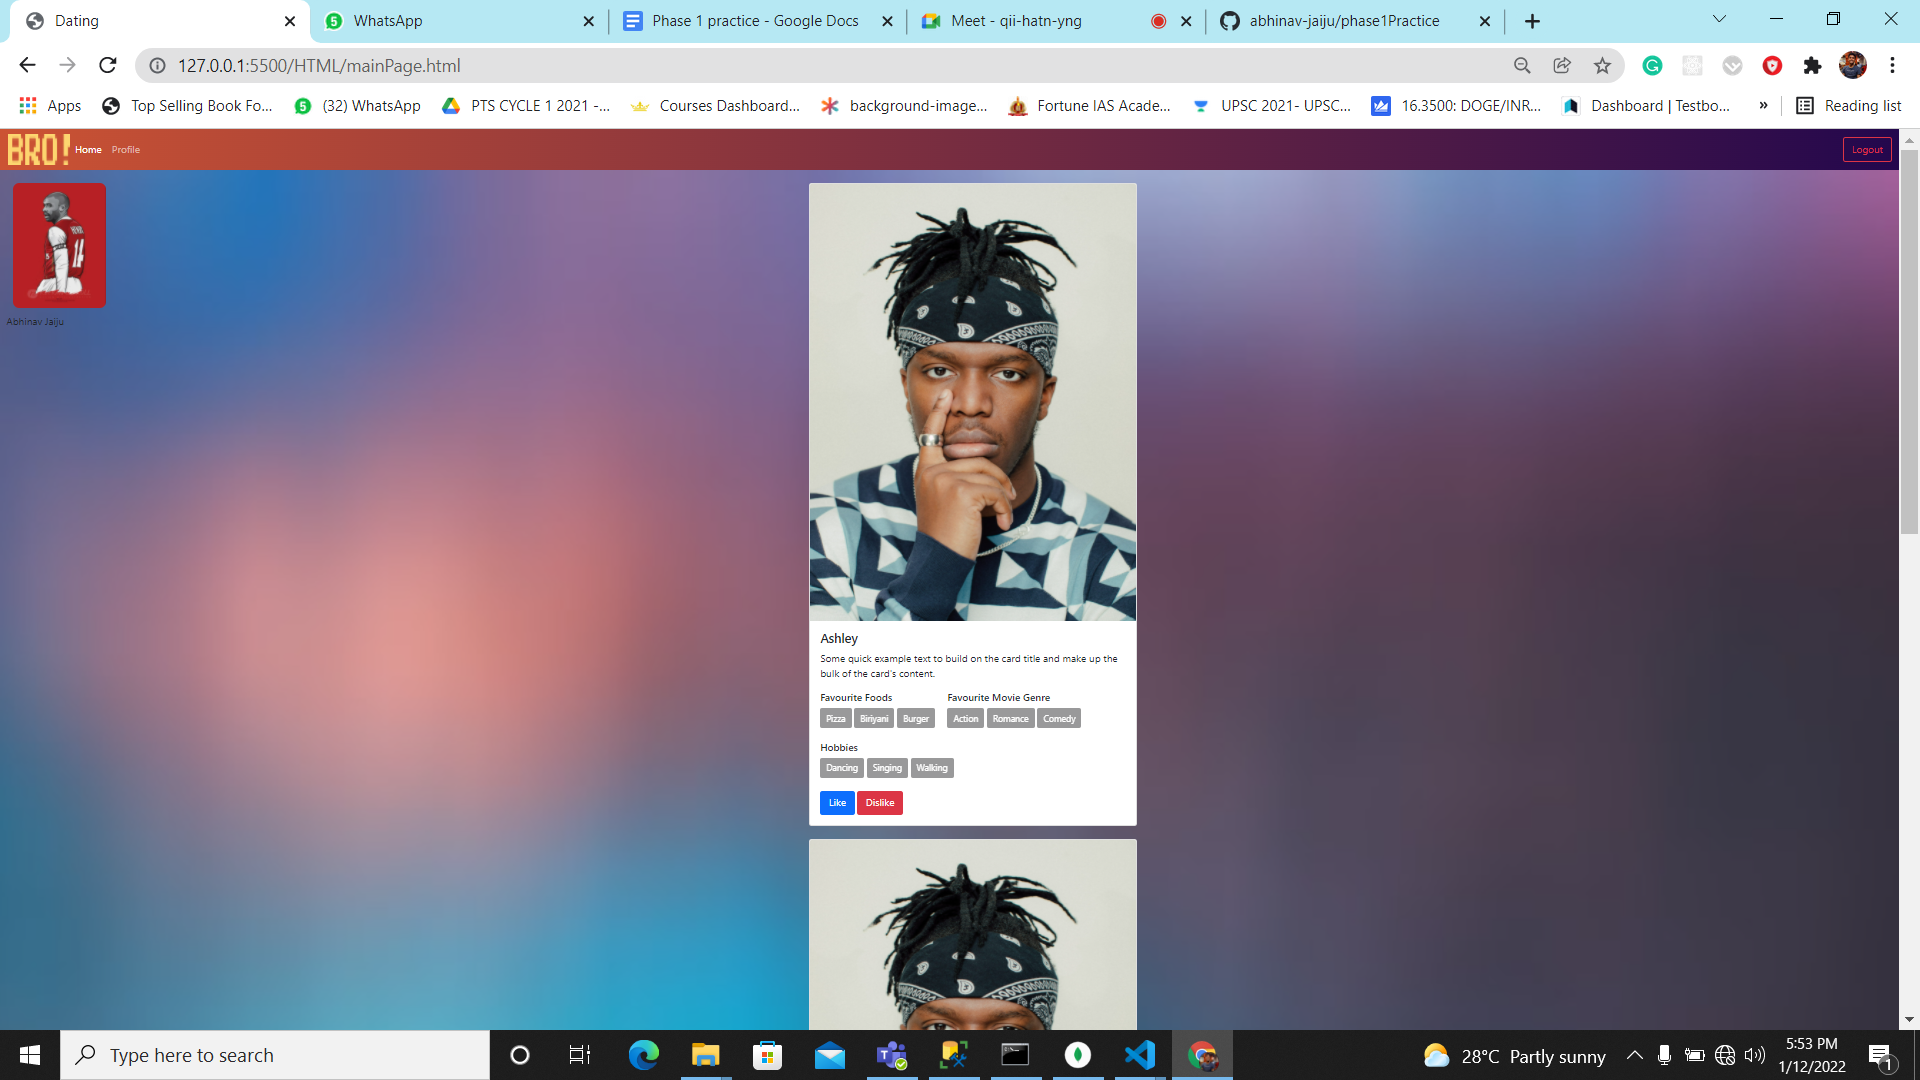 Dating
WhatsApp
Phase 1 practice - Google Docs
Meet - qii-hatn-yng
abhinav-jaiju/phase1Practice
127.0.0.1:5500/HTML/mainPage.html
Apps
Top Selling Book Fo...
(32) WhatsApp
PTS CYCLE 1 2021 -...
Courses Dashboard...
background-image...
Fortune IAS Acade...
UPSC 2021- UPSC...
16.3500: DOGE/INR...
Dashboard | Testbo...
»
Reading list
BRO!
Home
Profile
Logout
HENRY
14
Abhinav Jaiju
Ashley
Some quick example text to build on the card title and make up the
bulk of the card's content.
Favourite Foods
Favourite Movie Genre
Pizza
Biriyani
Burger
Action
Romance
Comedy
Hobbies
Dancing
Singing
Walking
Like
Dislike
Type here to search
28°C Partly sunny
5:53 PM
1/12/2022
1